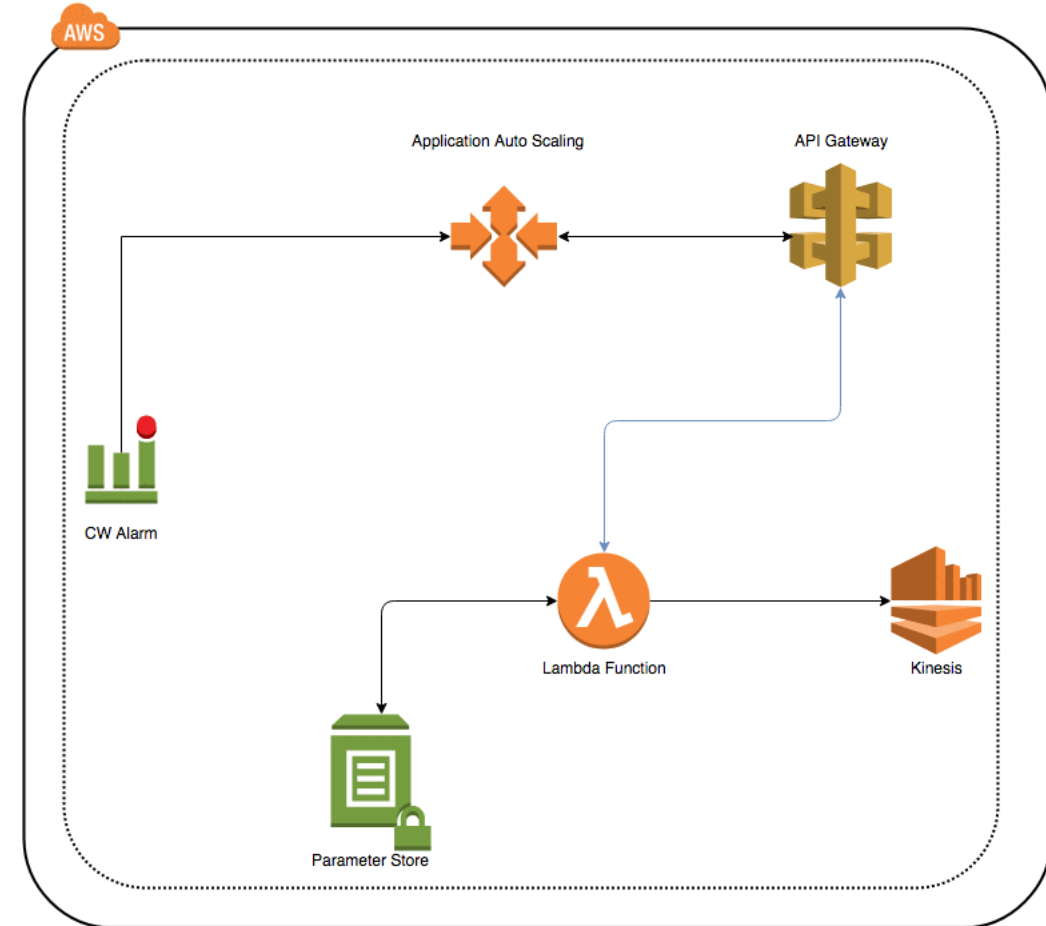 AWS
Application Auto Scaling
API Gateway
CW Alarm
Lambda Function
Kinesis
Parameter Store